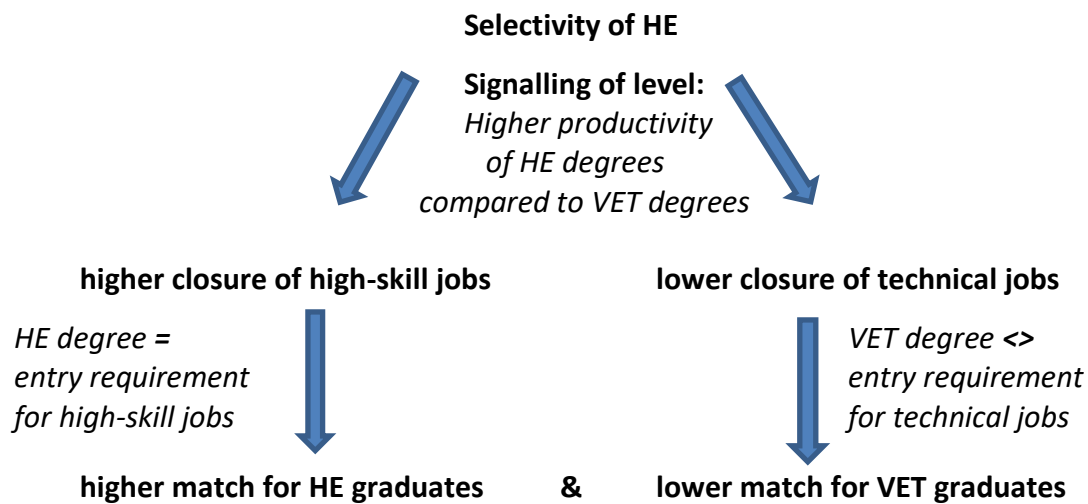 Selectivity of HE
Signalling of level:
Higher productivity
of HE degrees
compared to VET degrees
higher closure of high-skill jobs
lower closure of technical jobs
HE degree =
entry requirement
for high-skill jobs
VET degree <>
entry requirement
for technical jobs
higher match for HE graduates & lower match for VET graduates